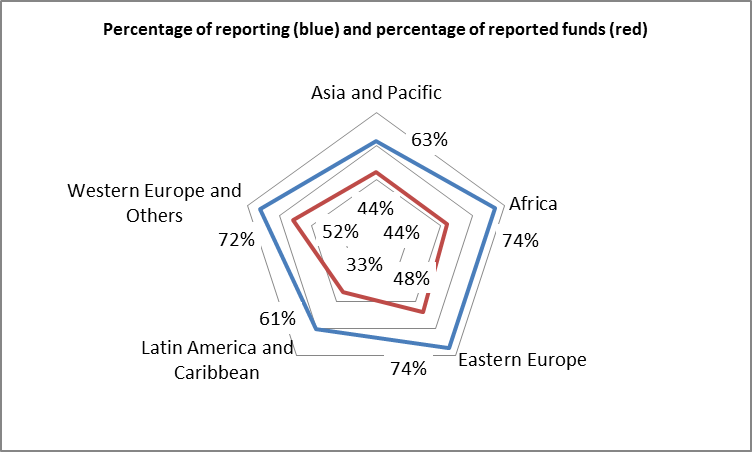 Percentage of reporting (blue) and percentage of reported funds (red)
Asia and Pacific
63%
Western Europe and
Others
Africa
44%
72%
52%
44%
74%
33%
48%
61%
Latin America and
Caribbean
74%
Eastern Europe